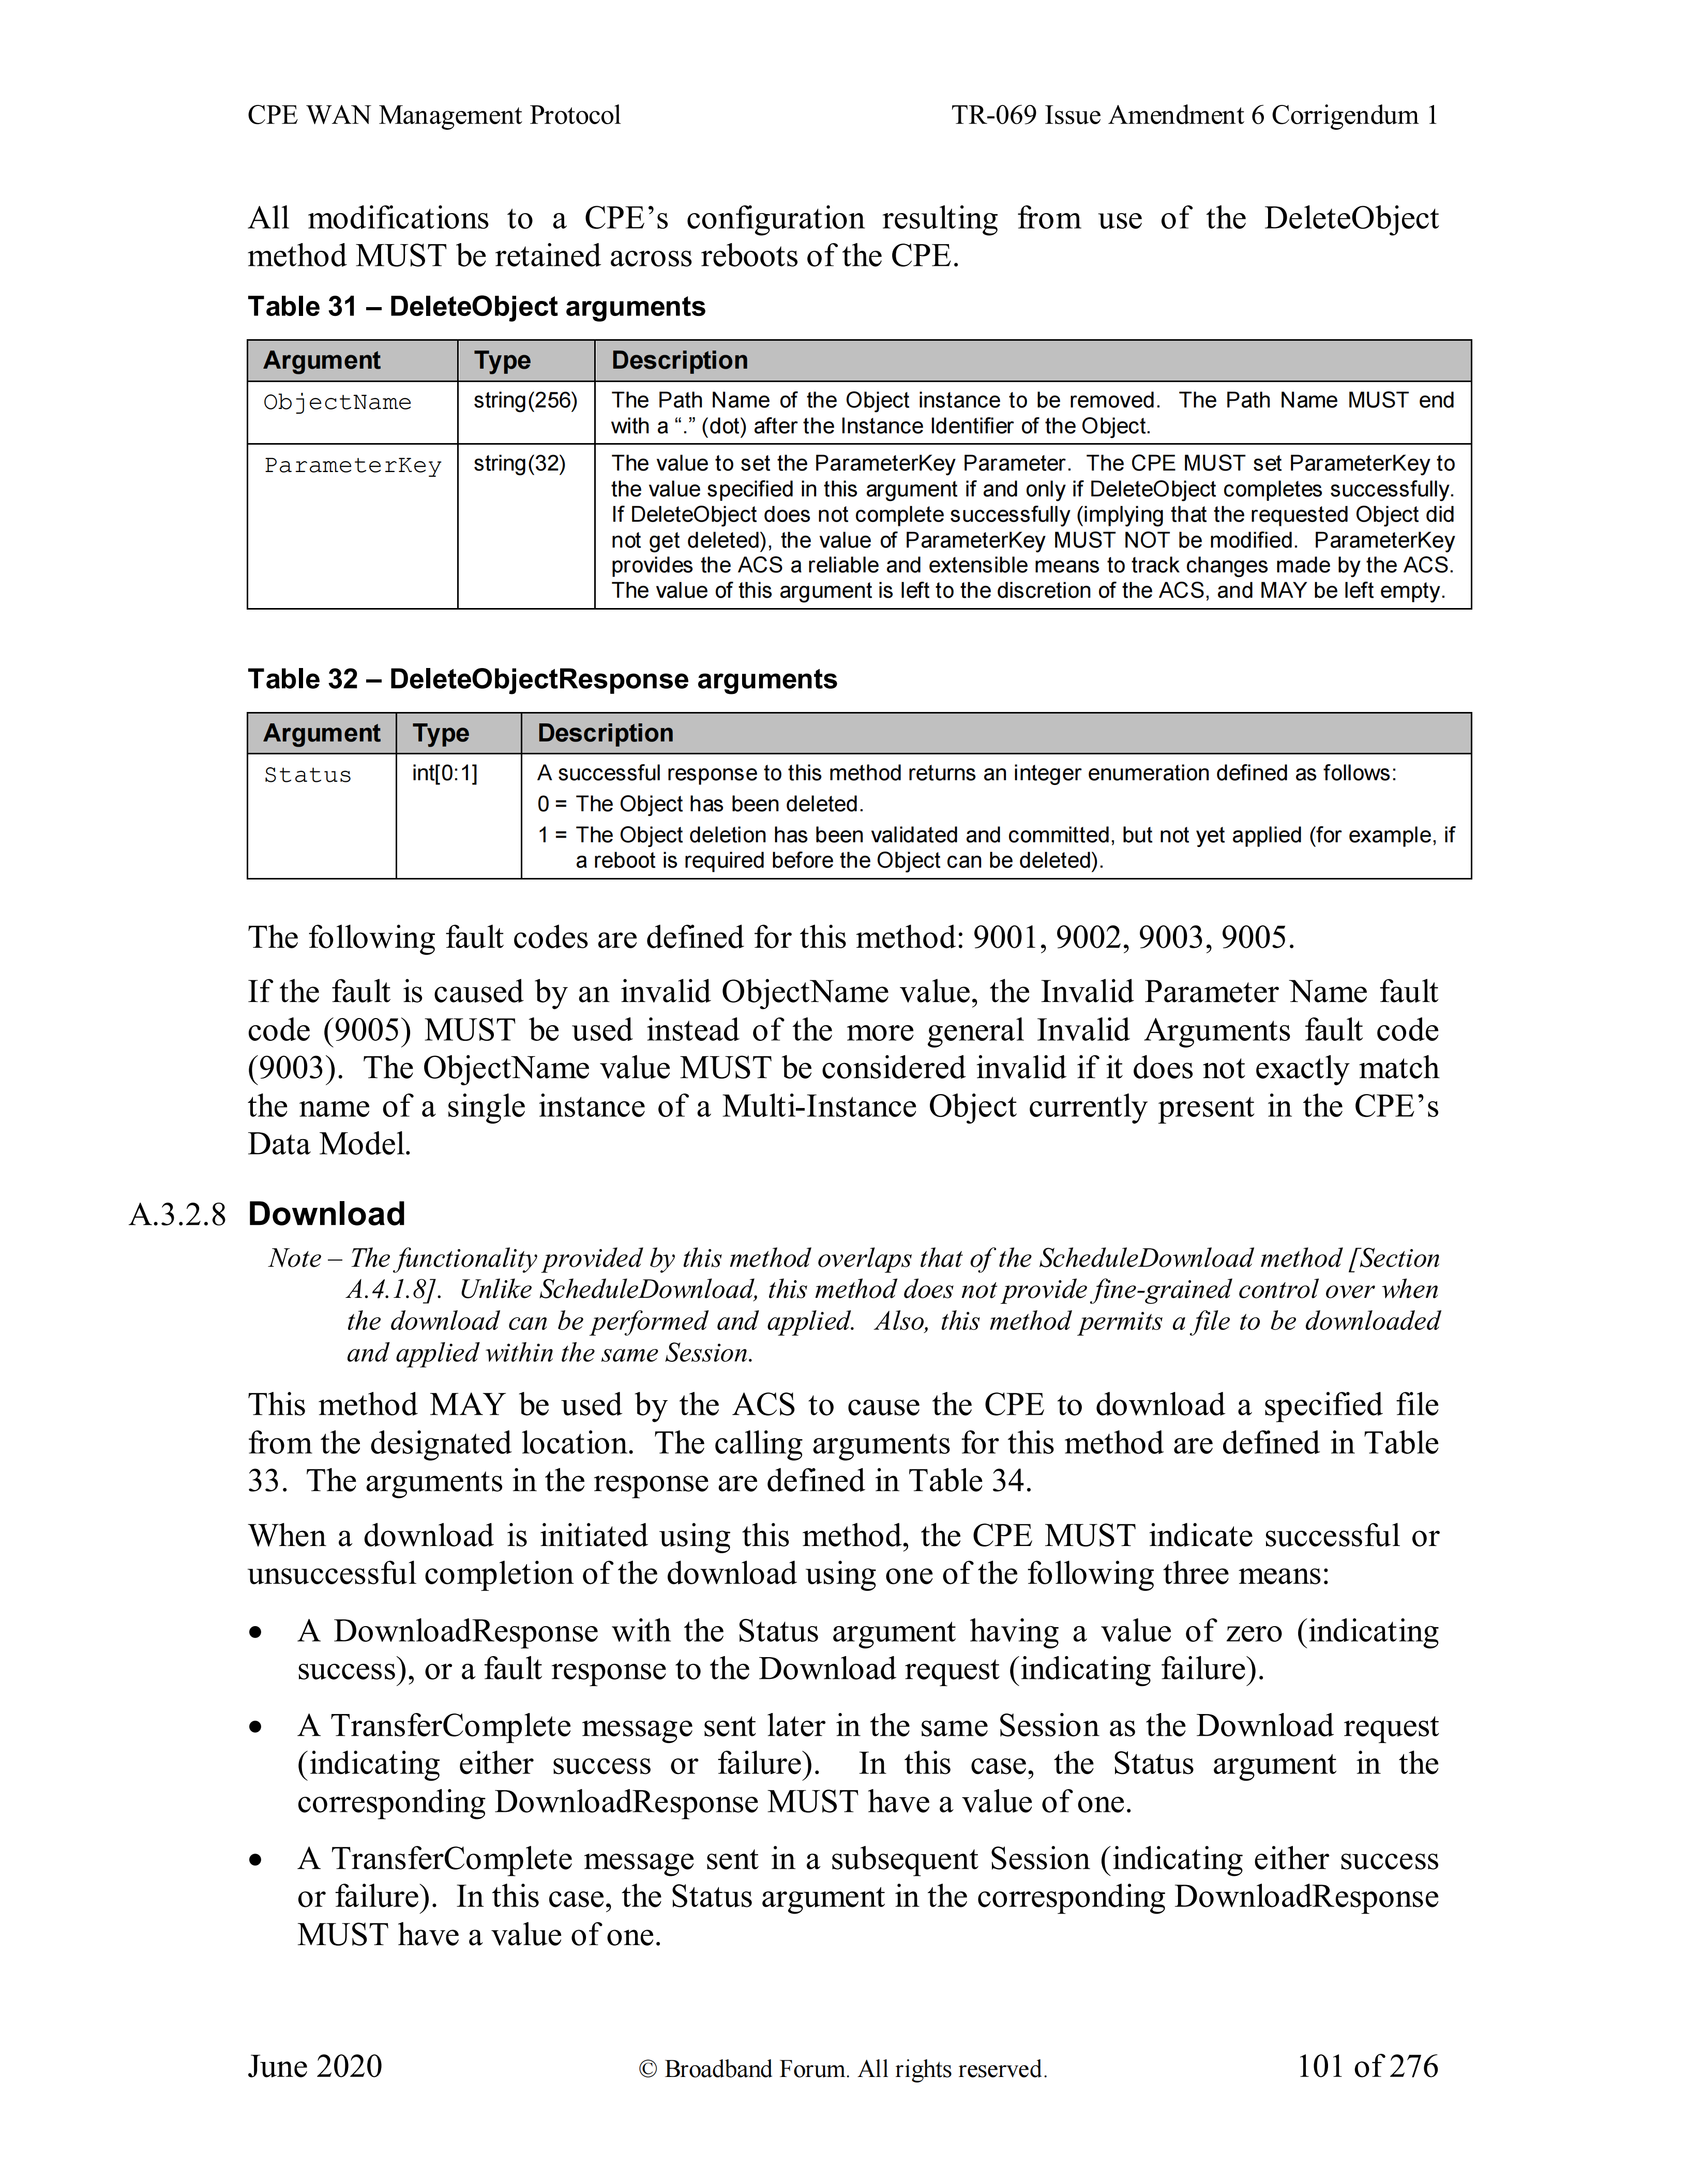 CPE WAN Management Protocol TR-069 Issue Amendment 6 Corrigendum 1
All modifications to a CPE’s configuration resulting from use of the DeleteObject
method MUST be retained across reboots of the CPE.
Table 31 – DeleteObject arguments
Argument Type Description
ObjectName string(256) The Path Name of the Object instance to be removed. The Path Name MUST end
with a “.” (dot) after the Instance Identifier of the Object.
ParameterKey string(32) The value to set the ParameterKey Parameter. The CPE MUST set ParameterKey to
the value specified in this argument if and only if DeleteObject completes successfully.
If DeleteObject does not complete successfully (implying that the requested Object did
not get deleted), the value of ParameterKey MUST NOT be modified. ParameterKey
provides the ACS a reliable and extensible means to track changes made by the ACS.
The value of this argument is left to the discretion of the ACS, and MAY be left empty.
Table 32 – DeleteObjectResponse arguments
Argument Type Description
Status int[0:1] A successful response to this method returns an integer enumeration defined as follows:
0 = The Object has been deleted.
1 = The Object deletion has been validated and committed, but not yet applied (for example, if
a reboot is required before the Object can be deleted).
The following fault codes are defined for this method: 9001, 9002, 9003, 9005.
If the fault is caused by an invalid ObjectName value, the Invalid Parameter Name fault
code (9005) MUST be used instead of the more general Invalid Arguments fault code
(9003). The ObjectName value MUST be considered invalid if it does not exactly match
the name of a single instance of a Multi-Instance Object currently present in the CPE’s
Data Model.
A.3.2.8 Download
Note – The functionality provided by this method overlaps that of the ScheduleDownload method [Section
A.4.1.8]. Unlike ScheduleDownload, this method does not provide fine-grained control over when
the download can be performed and applied. Also, this method permits a file to be downloaded
and applied within the same Session.
This method MAY be used by the ACS to cause the CPE to download a specified file
from the designated location. The calling arguments for this method are defined in Table
33. The arguments in the response are defined in Table 34.
When a download is initiated using this method, the CPE MUST indicate successful or
unsuccessful completion of the download using one of the following three means:
• A DownloadResponse with the Status argument having a value of zero (indicating
success), or a fault response to the Download request (indicating failure).
• A TransferComplete message sent later in the same Session as the Download request
(indicating either success or failure). In this case, the Status argument in the
corresponding DownloadResponse MUST have a value of one.
• A TransferComplete message sent in a subsequent Session (indicating either success
or failure). In this case, the Status argument in the corresponding DownloadResponse
MUST have a value of one.
June 2020 © Broadband Forum. All rights reserved. 101 of 276